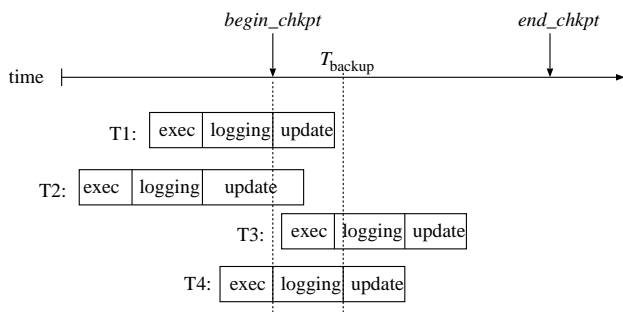 begin_chkpt end_chkpt
T_backup
time
T1: exec logging update
T2: exec logging update
T3: exec logging update
T4: exec logging update